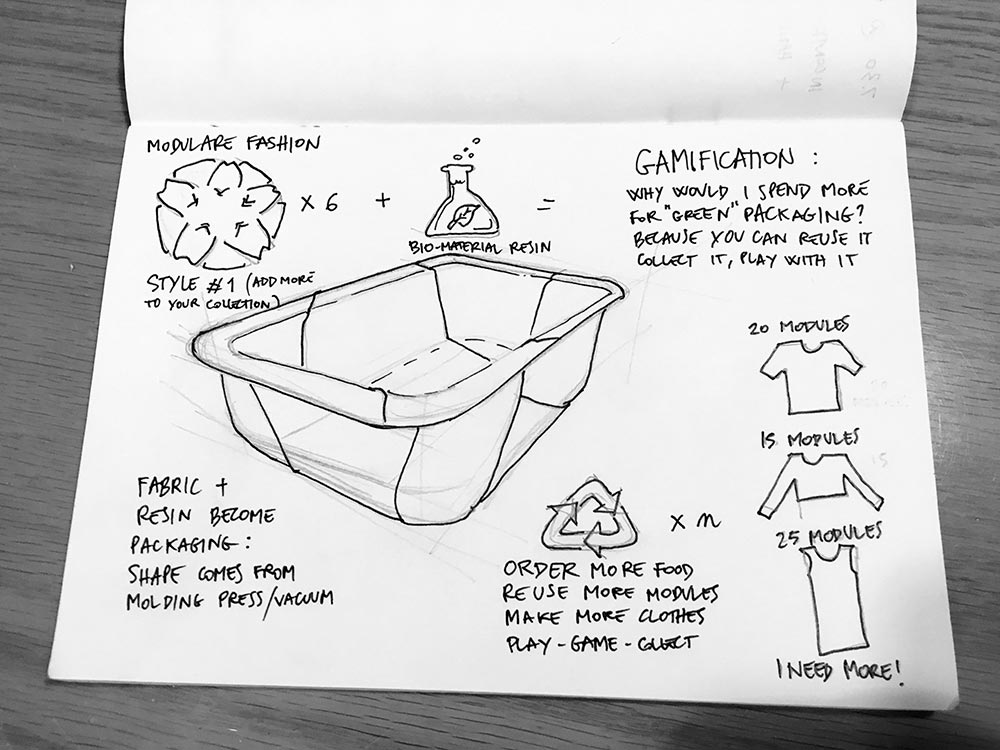 MODULARE FASHION
× 6
+
=
BIO-MATERIAL RESIN
STYLE #1 (ADD MORE
TO YOUR COLLECTION)
GAMIFICATION :
WHY WOULD I SPEND MORE
FOR "GREEN" PACKAGING?
BECAUSE YOU CAN REUSE IT
COLLECT IT, PLAY WITH IT
20 MODULES
15 MODULES
25 MODULES
I NEED MORE!
FABRIC +
RESIN BECOME
PACKAGING:
SHAPE COMES FROM
MOLDING PRESS/VACUUM
× n
ORDER MORE FOOD
REUSE MORE MODULES
MAKE MORE CLOTHES
PLAY - GAME - COLLECT